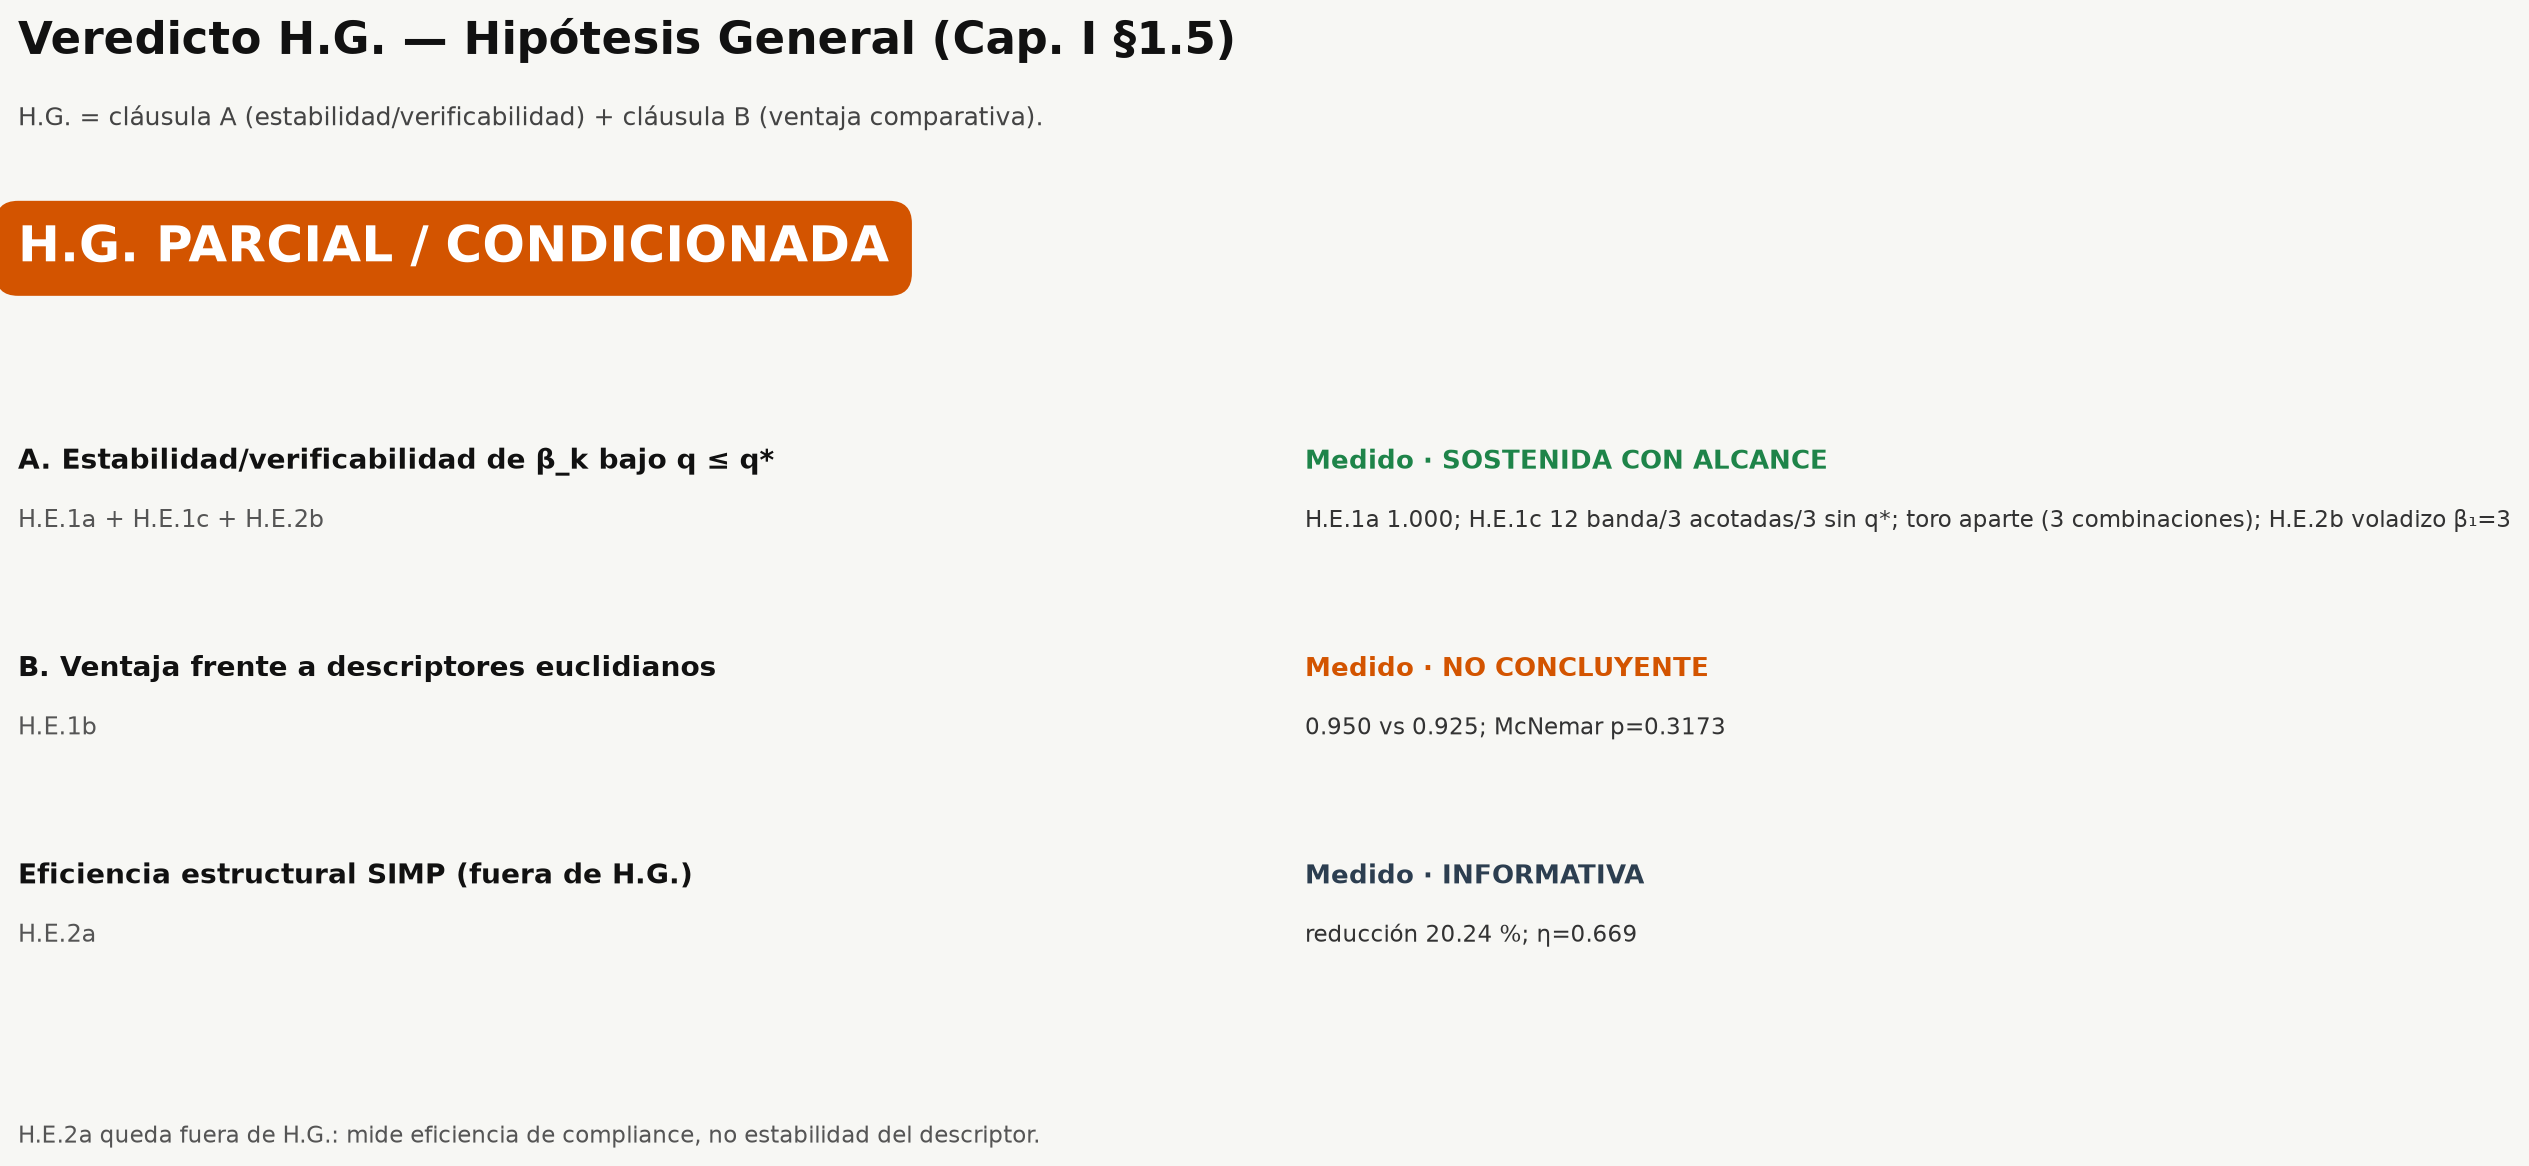 Veredicto H.G. — Hipótesis General (Cap. I §1.5)
H.G. = cláusula A (estabilidad/verificabilidad) + cláusula B (ventaja comparativa).
H.G. PARCIAL / CONDICIONADA
A. Estabilidad/verificabilidad de β_k bajo q ≤ q*
Medido · SOSTENIDA CON ALCANCE
H.E.1a + H.E.1c + H.E.2b
H.E.1a 1.000; H.E.1c 12 banda/3 acotadas/3 sin q*; toro aparte (3 combinaciones); H.E.2b voladizo β₁=3
B. Ventaja frente a descriptores euclidianos
Medido · NO CONCLUYENTE
H.E.1b
0.950 vs 0.925; McNemar p=0.3173
Eficiencia estructural SIMP (fuera de H.G.)
Medido · INFORMATIVA
H.E.2a
reducción 20.24 %; η=0.669
H.E.2a queda fuera de H.G.: mide eficiencia de compliance, no estabilidad del descriptor.